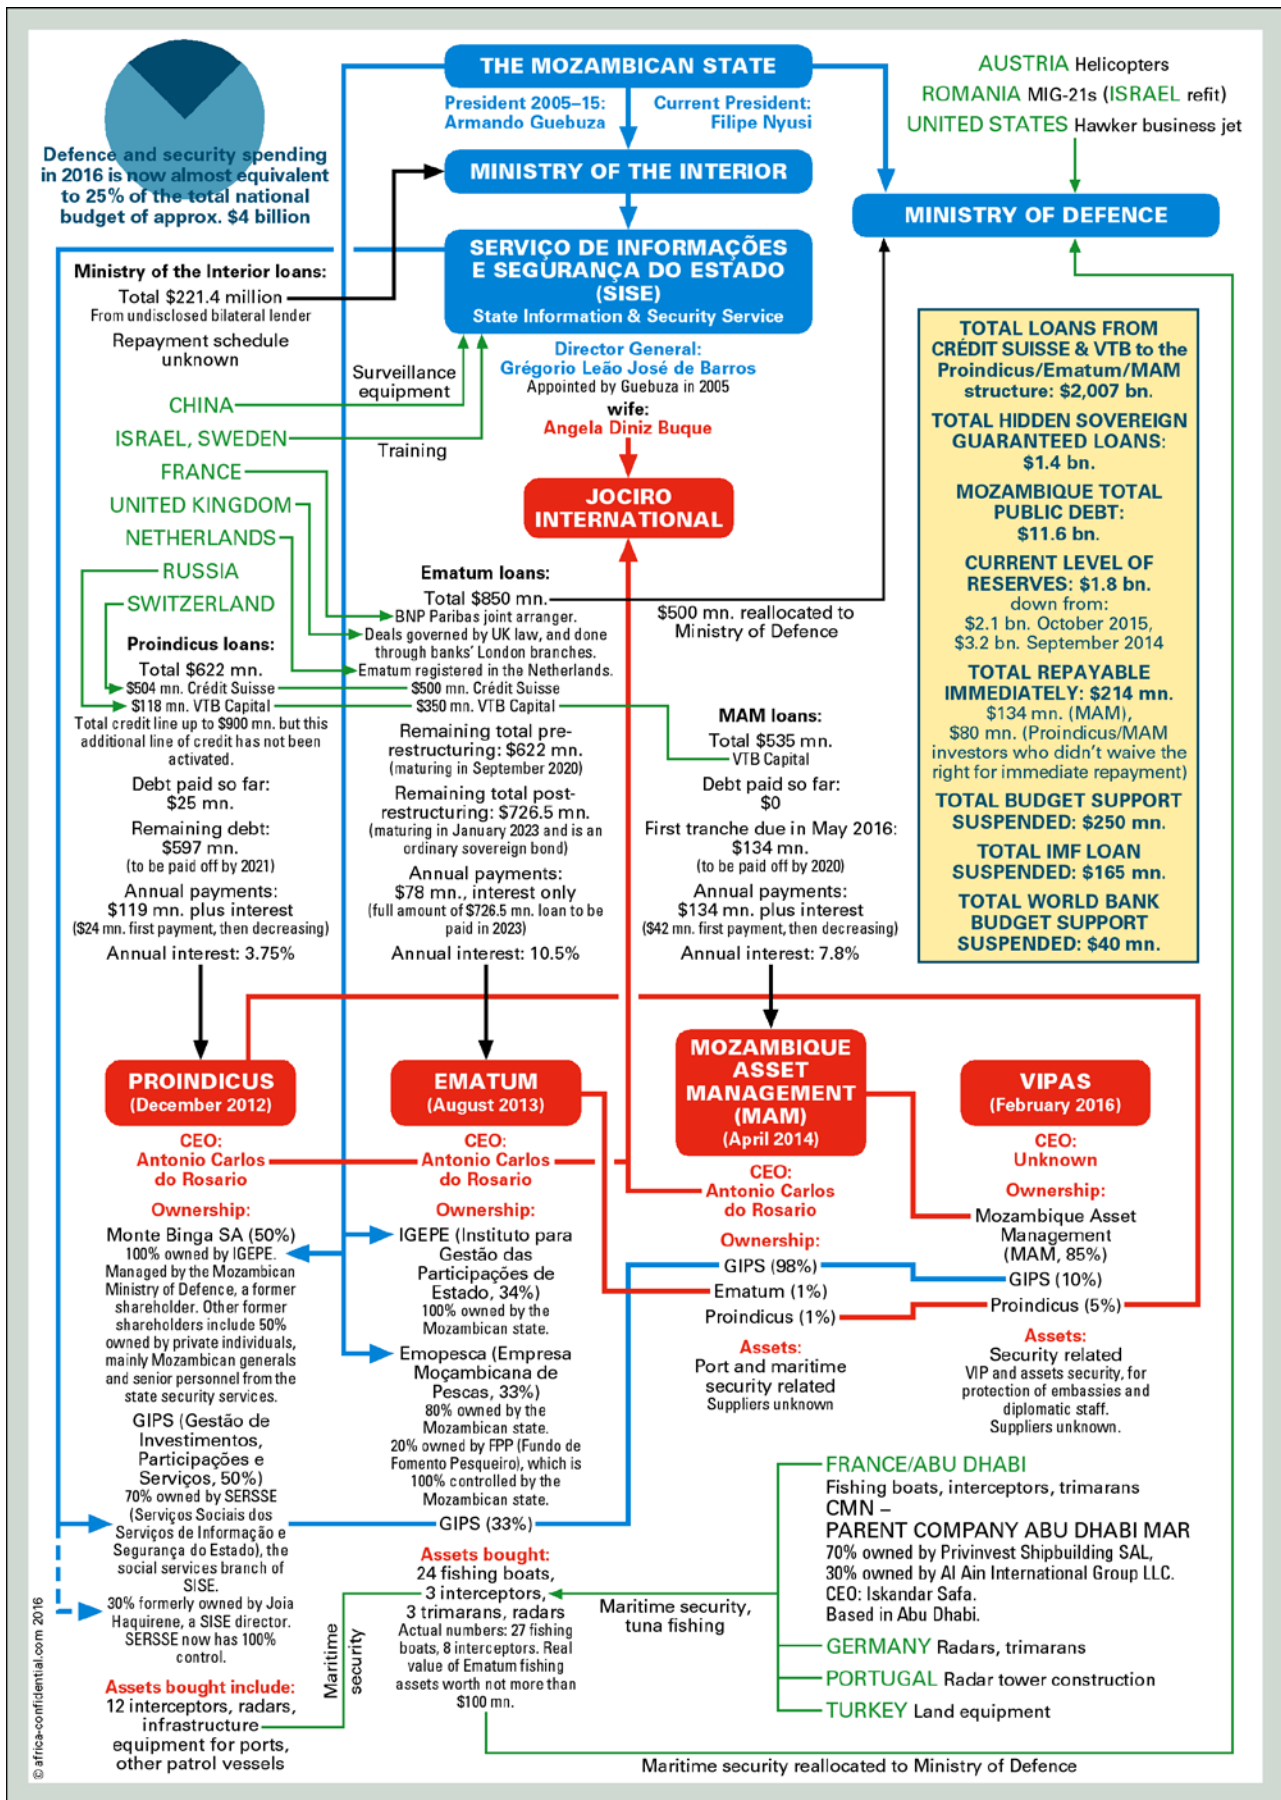 THE MOZAMBICAN STATE
President 2005–15:
Armando Guebuza
Current President:
Filipe Nyusi
AUSTRIA Helicopters
ROMANIA MIG-21s (ISRAEL refit)
UNITED STATES Hawker business jet
Defence and security spending
in 2016 is now almost equivalent
to 25% of the total national
budget of approx. $4 billion
MINISTRY OF THE INTERIOR
MINISTRY OF DEFENCE
SERVIÇO DE INFORMAÇÕES
E SEGURANÇA DO ESTADO
(SISE)
State Information & Security Service
Director General:
Grégorio Leão José de Barros
Appointed by Guebuza in 2005
wife:
Angela Diniz Buque
JOCIRO
INTERNATIONAL
Ministry of the Interior loans:
Total $221.4 million
From undisclosed bilateral lender
Repayment schedule
unknown
Surveillance
equipment
CHINA
ISRAEL, SWEDEN
Training
FRANCE
UNITED KINGDOM
NETHERLANDS
RUSSIA
SWITZERLAND
TOTAL LOANS FROM
CRÉDIT SUISSE & VTB to the
Proindicus/Ematum/MAM
structure: $2,007 bn.
TOTAL HIDDEN SOVEREIGN
GUARANTEED LOANS:
$1.4 bn.
MOZAMBIQUE TOTAL
PUBLIC DEBT:
$11.6 bn.
CURRENT LEVEL OF
RESERVES: $1.8 bn.
down from:
$2.1 bn. October 2015,
$3.2 bn. September 2014
TOTAL REPAYABLE
IMMEDIATELY: $214 mn.
$134 mn. (MAM),
$80 mn. (Proindicus/MAM
investors who didn't waive the
right for immediate repayment)
TOTAL BUDGET SUPPORT
SUSPENDED: $250 mn.
TOTAL IMF LOAN
SUSPENDED: $165 mn.
TOTAL WORLD BANK
BUDGET SUPPORT
SUSPENDED: $40 mn.
Proindicus loans:
Total $622 mn.
$504 mn. Crédit Suisse
$118 mn. VTB Capital
Total credit line up to $900 mn. but this
additional line of credit has not been
activated.
Debt paid so far:
$25 mn.
Remaining debt:
$597 mn.
(to be paid off by 2021)
Annual payments:
$119 mn. plus interest
($24 mn. first payment, then decreasing)
Annual interest: 3.75%
Ematum loans:
Total $850 mn.
BNP Paribas joint arranger.
Deals governed by UK law, and done
through banks' London branches.
Ematum registered in the Netherlands.
$500 mn. Crédit Suisse
$350 mn. VTB Capital
Remaining total pre-
restructuring: $622 mn.
(maturing in September 2020)
Remaining total post-
restructuring: $726.5 mn.
(maturing in January 2023 and is an
ordinary sovereign bond)
Annual payments:
$78 mn., interest only
(full amount of $726.5 mn. loan to be
paid in 2023)
Annual interest: 10.5%
$500 mn. reallocated to
Ministry of Defence
MAM loans:
Total $535 mn.
VTB Capital
Debt paid so far:
$0
First tranche due in May 2016:
$134 mn.
(to be paid off by 2020)
Annual payments:
$134 mn. plus interest
($42 mn. first payment, then decreasing)
Annual interest: 7.8%
PROINDICUS
(December 2012)
CEO:
Antonio Carlos
do Rosario
Ownership:
Monte Binga SA (50%)
100% owned by IGEPE.
Managed by the Mozambican
Ministry of Defence, a former
shareholder. Other former
shareholders include 50%
owned by private individuals,
mainly Mozambican generals
and senior personnel from the
state security services.
GIPS (Gestão de
Investimentos,
Participações e
Serviços, 50%)
70% owned by SERSSE
(Serviços Sociais dos
Serviços de Informação e
Segurança do Estado), the
social services branch of
SISE.
30% formerly owned by Joia
Haquirene, a SISE director.
SERSSE now has 100%
control.
Assets bought include:
12 interceptors, radars,
infrastructure
equipment for ports,
other patrol vessels
EMATUM
(August 2013)
CEO:
Antonio Carlos
do Rosario
Ownership:
IGEPE (Instituto para
Gestão das
Participações de
Estado, 34%)
100% owned by the
Mozambican state.
Emopesca (Empresa
Moçambicana de
Pescas, 33%)
80% owned by the
Mozambican state.
20% owned by FPP (Fundo de
Fomento Pesqueiro), which is
100% controlled by the
Mozambican state.
GIPS (33%)
Assets bought:
24 fishing boats,
3 interceptors,
3 trimarans, radars
Actual numbers: 27 fishing
boats, 8 interceptors. Real
value of Ematum fishing
assets worth not more than
$100 mn.
Maritime
security
MOZAMBIQUE
ASSET
MANAGEMENT
(MAM)
(April 2014)
CEO:
Antonio Carlos
do Rosario
Ownership:
GIPS (98%)
Ematum (1%)
Proindicus (1%)
Assets:
Port and maritime
security related
Suppliers unknown
VIPAS
(February 2016)
CEO:
Unknown
Ownership:
Mozambique Asset
Management
(MAM, 85%)
GIPS (10%)
Proindicus (5%)
Assets:
Security related
VIP and assets security, for
protection of embassies and
diplomatic staff.
Suppliers unknown.
Maritime security,
tuna fishing
FRANCE/ABU DHABI
Fishing boats, interceptors, trimarans
CMN –
PARENT COMPANY ABU DHABI MAR
70% owned by Privinvest Shipbuilding SAL,
30% owned by Al Ain International Group LLC.
CEO: Iskandar Safa.
Based in Abu Dhabi.
GERMANY Radars, trimarans
PORTUGAL Radar tower construction
TURKEY Land equipment
Maritime security reallocated to Ministry of Defence
© africa-confidential.com 2016